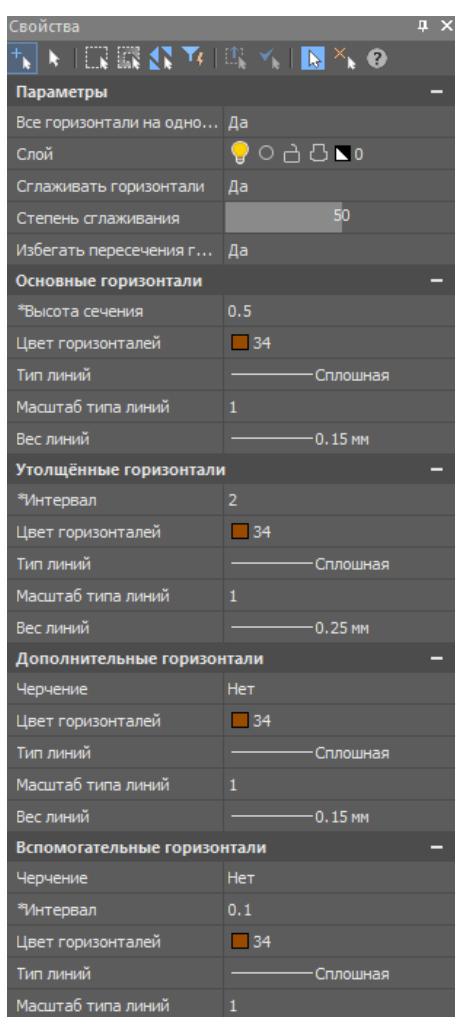 Свойства
Параметры
Все горизонтали на одно... Да
Слой 0
Сглаживать горизонтали Да
Степень сглаживания 50
Избегать пересечения г... Да
Основные горизонтали
*Высота сечения 0.5
Цвет горизонталей 34
Тип линий Сплошная
Масштаб типа линий 1
Вес линий 0.15 мм
Утолщённые горизонтали
*Интервал 2
Цвет горизонталей 34
Тип линий Сплошная
Масштаб типа линий 1
Вес линий 0.25 мм
Дополнительные горизонтали
Черчение Нет
Цвет горизонталей 34
Тип линий Сплошная
Масштаб типа линий 1
Вес линий 0.15 мм
Вспомогательные горизонтали
Черчение Нет
*Интервал 0.1
Цвет горизонталей 34
Тип линий Сплошная
Масштаб типа линий 1